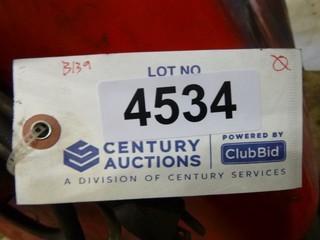 B139
LOT NO
4534
CENTURY
AUCTIONS
POWERED BY
ClubBid
A DIVISION OF CENTURY SERVICES